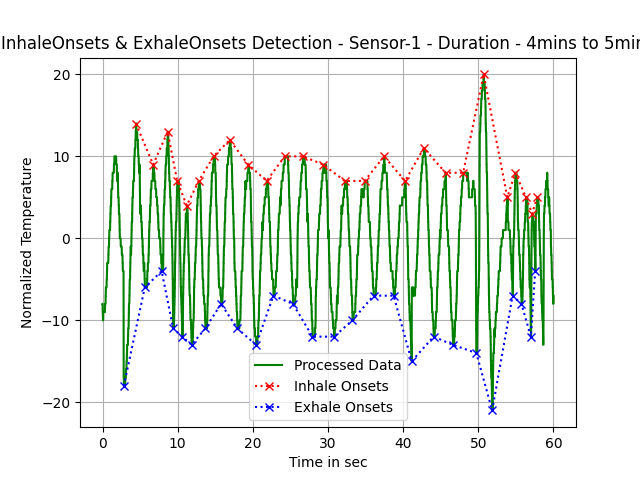 InhaleOnsets & ExhaleOnsets Detection - Sensor-1 - Duration - 4mins to 5mi
20
10
0
−10
−20
Normalized Temperature
Processed Data
Inhale Onsets
Exhale Onsets
0 10 20 30 40 50 60
Time in sec